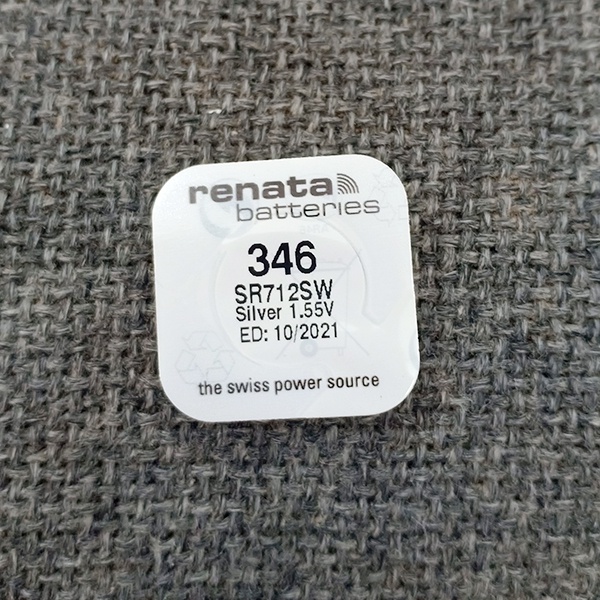 renata
batteries
346
SR712SW
Silver 1.55V
ED: 10/2021
the swiss power source